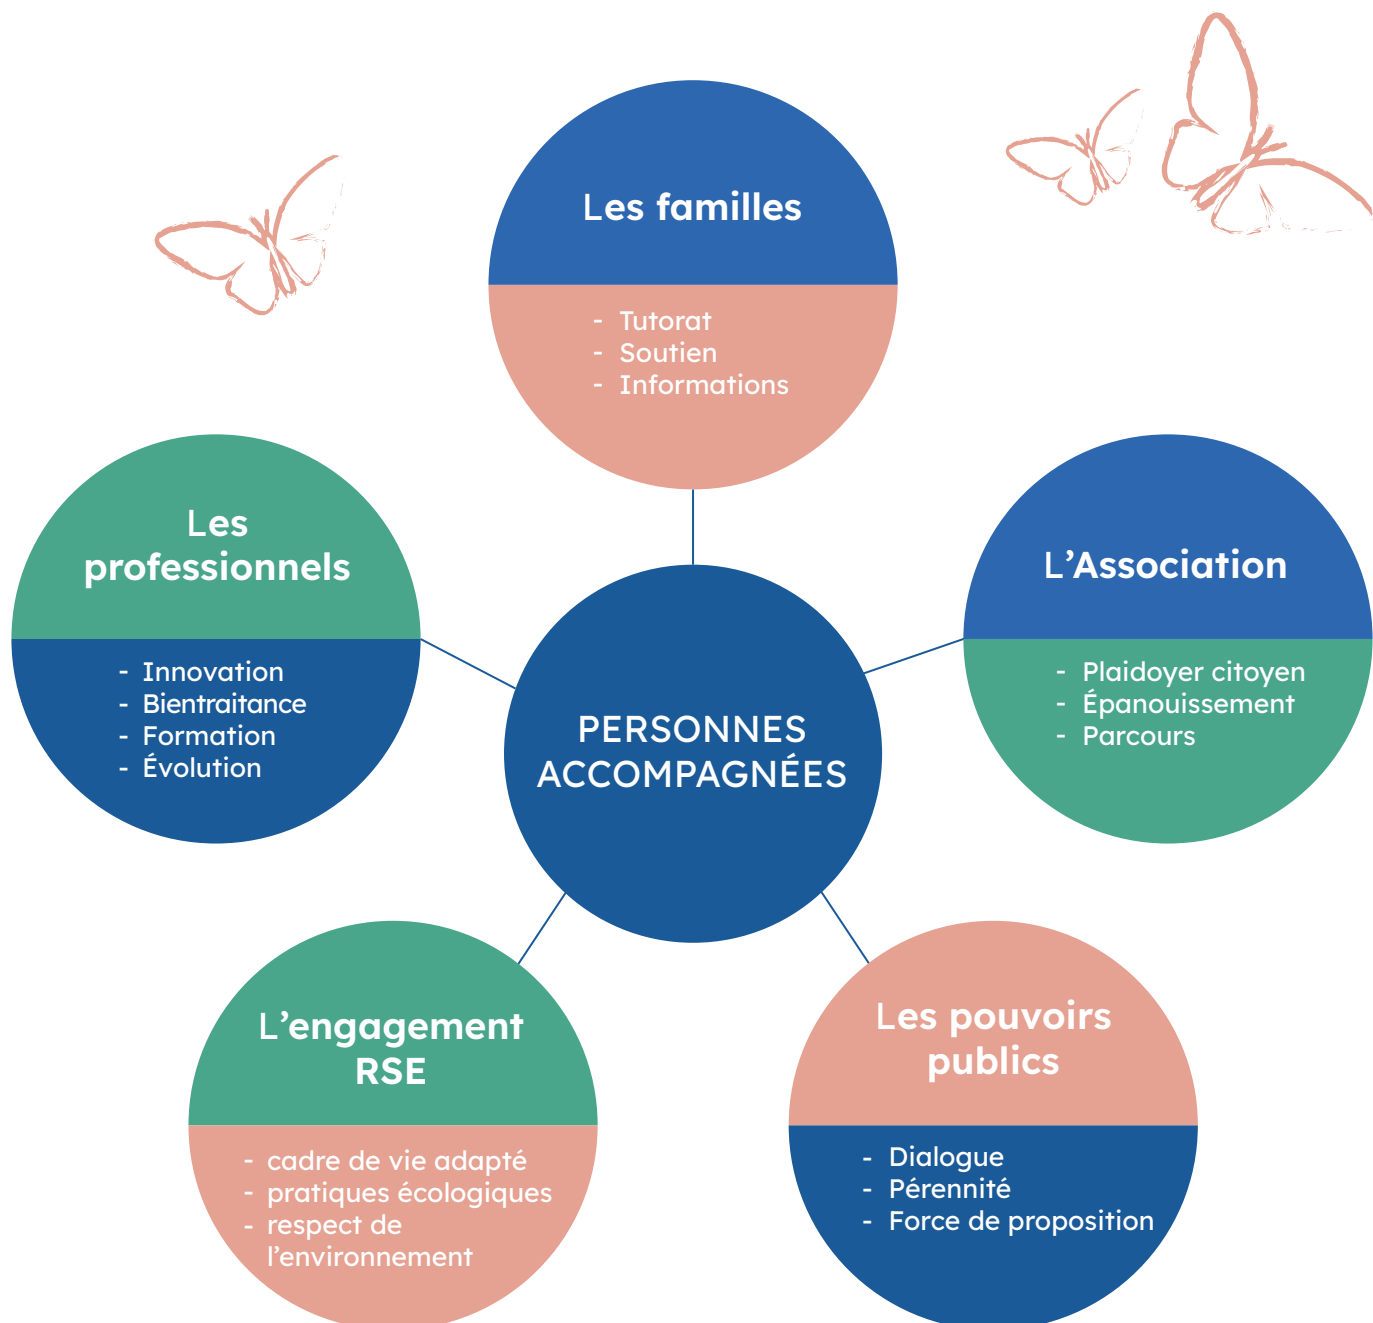 Les familles
- Tutorat
- Soutien
- Informations
Les
professionnels
- Innovation
- Bientraitance
- Formation
- Évolution
L’Association
- Plaidoyer citoyen
- Épanouissement
- Parcours
PERSONNES
ACCOMPAGNÉES
L’engagement
RSE
- cadre de vie adapté
- pratiques écologiques
- respect de
l’environnement
Les pouvoirs
publics
- Dialogue
- Pérennité
- Force de proposition